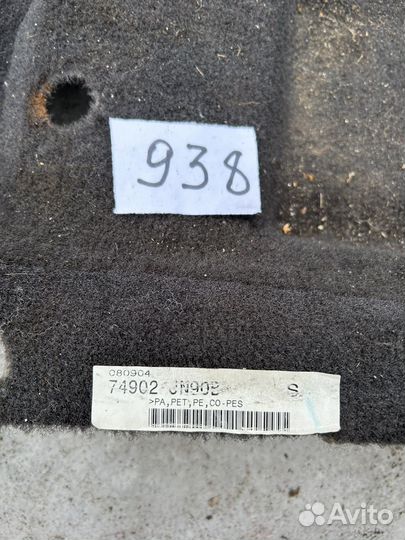 938
080904
74902 JN90B S
>PA,PET,PE,CO-PES
Avito